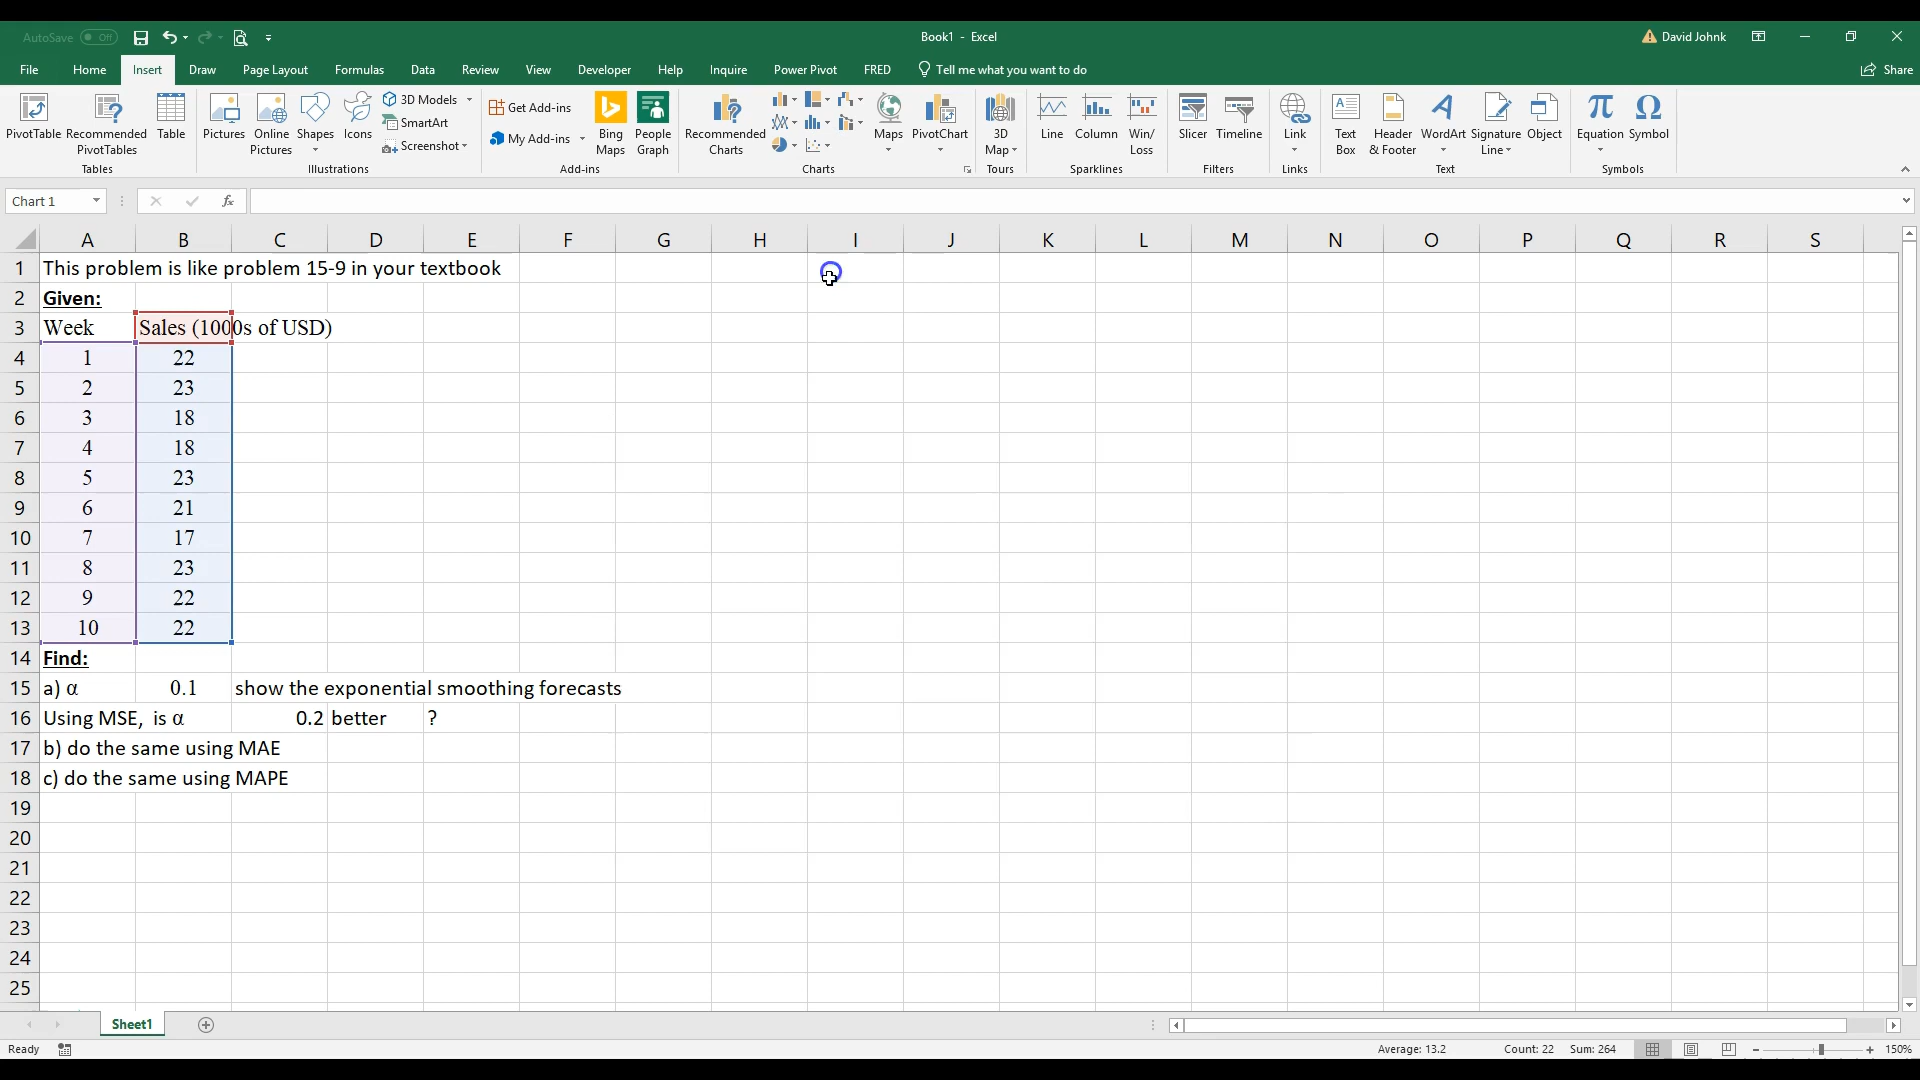 AutoSave Off
Book1 - Excel
David Johnk
File Home Insert Draw Page Layout Formulas Data Review View Developer Help Inquire Power Pivot FRED Tell me what you want to do
Share
PivotTable
Recommended
PivotTables
Table
Tables
Pictures
Online
Pictures
Shapes
Icons
3D Models
SmartArt
Screenshot
Illustrations
Get Add-ins
My Add-ins
Bing
Maps
People
Graph
Add-ins
Recommended
Charts
Maps
PivotChart
Charts
3D
Map
Tours
Line
Column
Win/
Loss
Sparklines
Slicer
Timeline
Filters
Link
Links
Text
Box
Header
& Footer
WordArt
Signature
Line
Object
Text
Equation
Symbol
Symbols
Chart 1
fx
A B C D E F G H I J K L M N O P Q R S
1 This problem is like problem 15-9 in your textbook
2 Given:
3 Week Sales (1000s of USD)
4 1 22
5 2 23
6 3 18
7 4 18
8 5 23
9 6 21
10 7 17
11 8 23
12 9 22
13 10 22
14 Find:
15 a) α 0.1 show the exponential smoothing forecasts
16 Using MSE, is α 0.2 better ?
17 b) do the same using MAE
18 c) do the same using MAPE
19
20
21
22
23
24
25
Sheet1
Ready
Average: 13.2 Count: 22 Sum: 264
150%